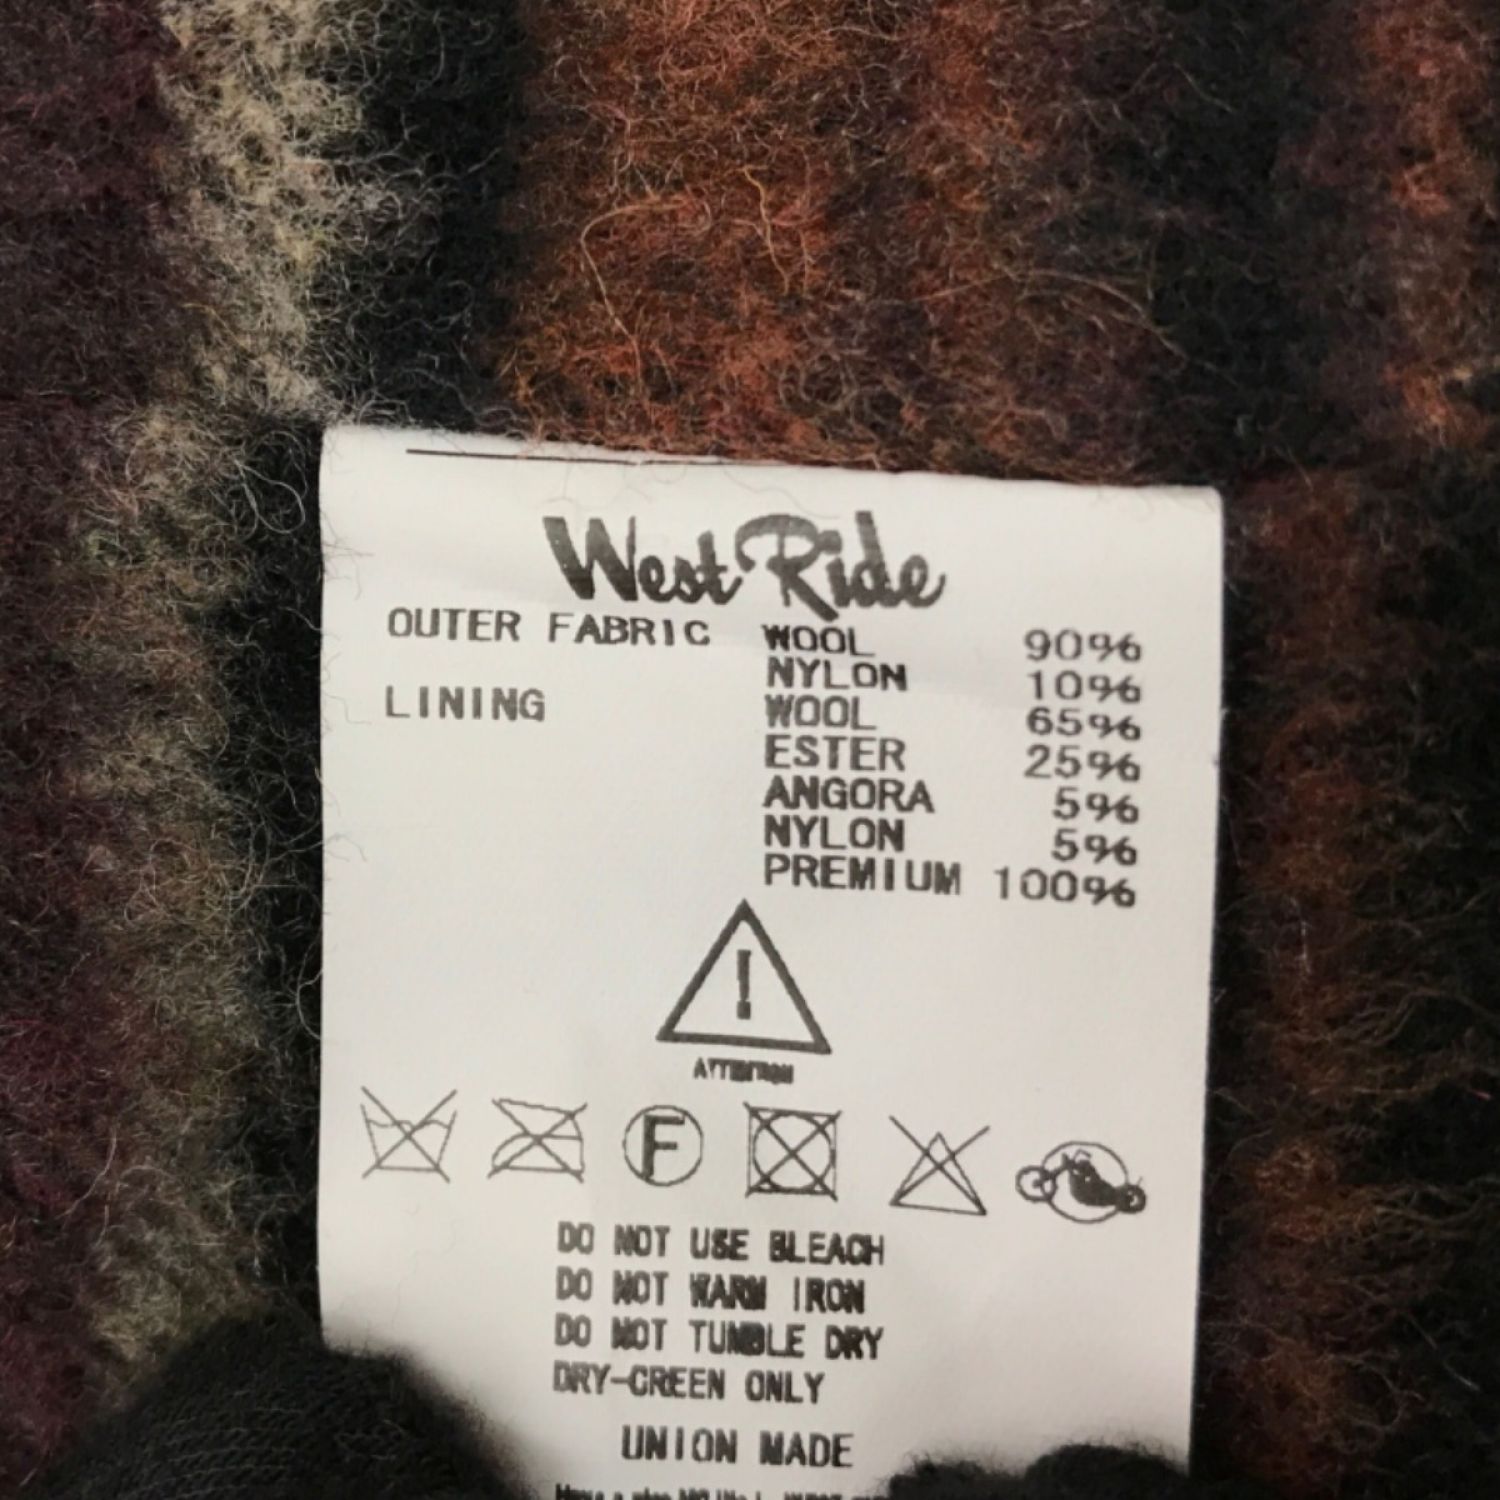 West Ride
OUTER FABRIC WOOL 90%
NYLON 10%
LINING WOOL 65%
ESTER 25%
ANGORA 5%
NYLON 5%
PREMIUM 100%
!
ATTENTION
F
DO NOT USE BLEACH
DO NOT WARM IRON
DO NOT TUMBLE DRY
DRY-CREEN ONLY
UNION MADE